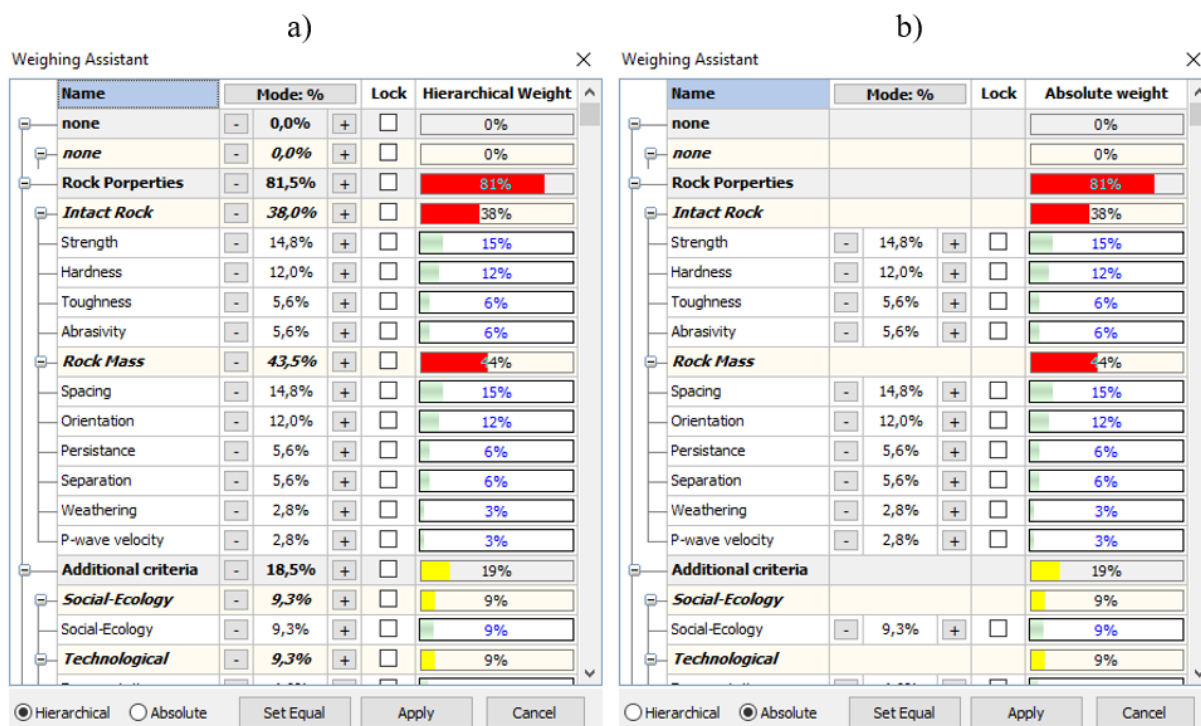 a)
Weighing Assistant
Name Mode: % Lock Hierarchical Weight
none - 0,0% + 0%
none - 0,0% + 0%
Rock Porperties - 81,5% + 81%
Intact Rock - 38,0% + 38%
Strength - 14,8% + 15%
Hardness - 12,0% + 12%
Toughness - 5,6% + 6%
Abrasivity - 5,6% + 6%
Rock Mass - 43,5% + 44%
Spacing - 14,8% + 15%
Orientation - 12,0% + 12%
Persistance - 5,6% + 6%
Separation - 5,6% + 6%
Weathering - 2,8% + 3%
P-wave velocity - 2,8% + 3%
Additional criteria - 18,5% + 19%
Social-Ecology - 9,3% + 9%
Social-Ecology - 9,3% + 9%
Technological - 9,3% + 9%
Hierarchical Absolute Set Equal Apply Cancel
b)
Weighing Assistant
Name Mode: % Lock Absolute weight
none 0%
none 0%
Rock Porperties 81%
Intact Rock 38%
Strength - 14,8% + 15%
Hardness - 12,0% + 12%
Toughness - 5,6% + 6%
Abrasivity - 5,6% + 6%
Rock Mass 44%
Spacing - 14,8% + 15%
Orientation - 12,0% + 12%
Persistance - 5,6% + 6%
Separation - 5,6% + 6%
Weathering - 2,8% + 3%
P-wave velocity - 2,8% + 3%
Additional criteria 19%
Social-Ecology 9%
Social-Ecology - 9,3% + 9%
Technological 9%
Hierarchical Absolute Set Equal Apply Cancel